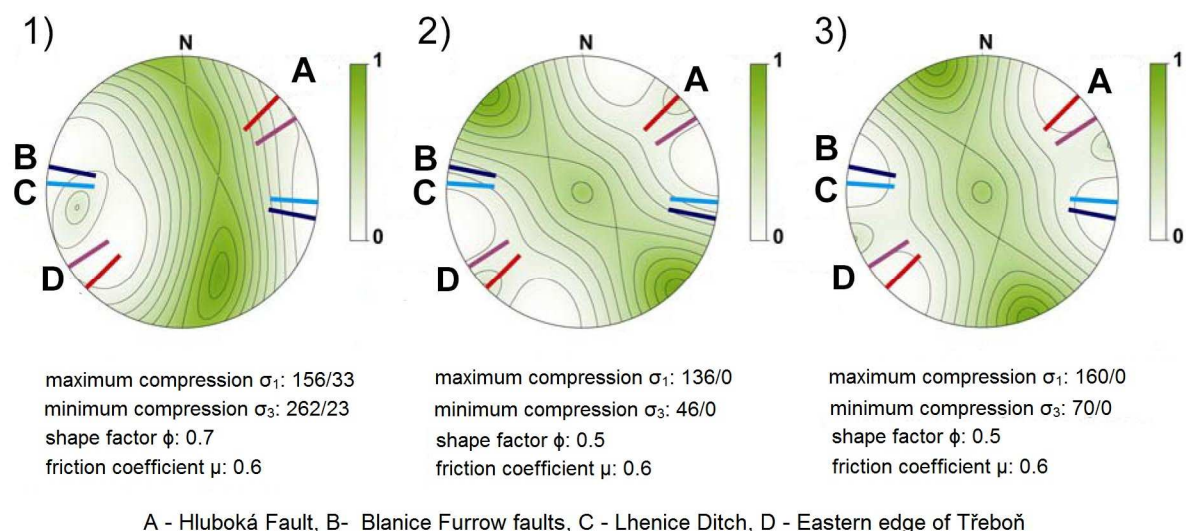 1)
N
A
1
B
C
0
D
2)
N
A
1
B
C
0
D
3)
N
A
1
B
C
0
D
maximum compression σ₁: 156/33
minimum compression σ₃: 262/23
shape factor ϕ: 0.7
friction coefficient μ: 0.6
maximum compression σ₁: 136/0
minimum compression σ₃: 46/0
shape factor ϕ: 0.5
friction coefficient μ: 0.6
maximum compression σ₁: 160/0
minimum compression σ₃: 70/0
shape factor ϕ: 0.5
friction coefficient μ: 0.6
A - Hluboká Fault, B- Blanice Furrow faults, C - Lhenice Ditch, D - Eastern edge of Třeboň